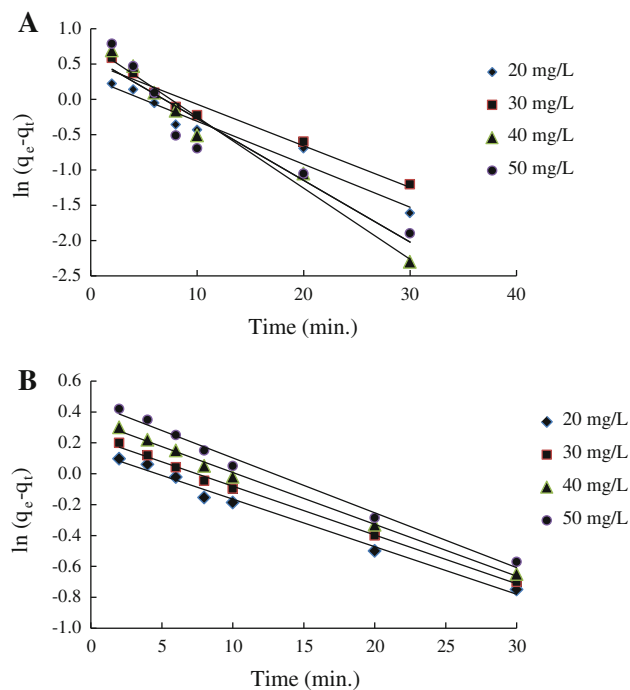 A
1.0
0.5
0.0
-0.5
-1.0
-1.5
-2.0
-2.5
0 10 20 30 40
ln (qe-qt)
Time (min.)
20 mg/L
30 mg/L
40 mg/L
50 mg/L
B
0.6
0.4
0.2
0.0
-0.2
-0.4
-0.6
-0.8
-1.0
0 5 10 15 20 25 30
ln (qe-qt)
Time (min.)
20 mg/L
30 mg/L
40 mg/L
50 mg/L